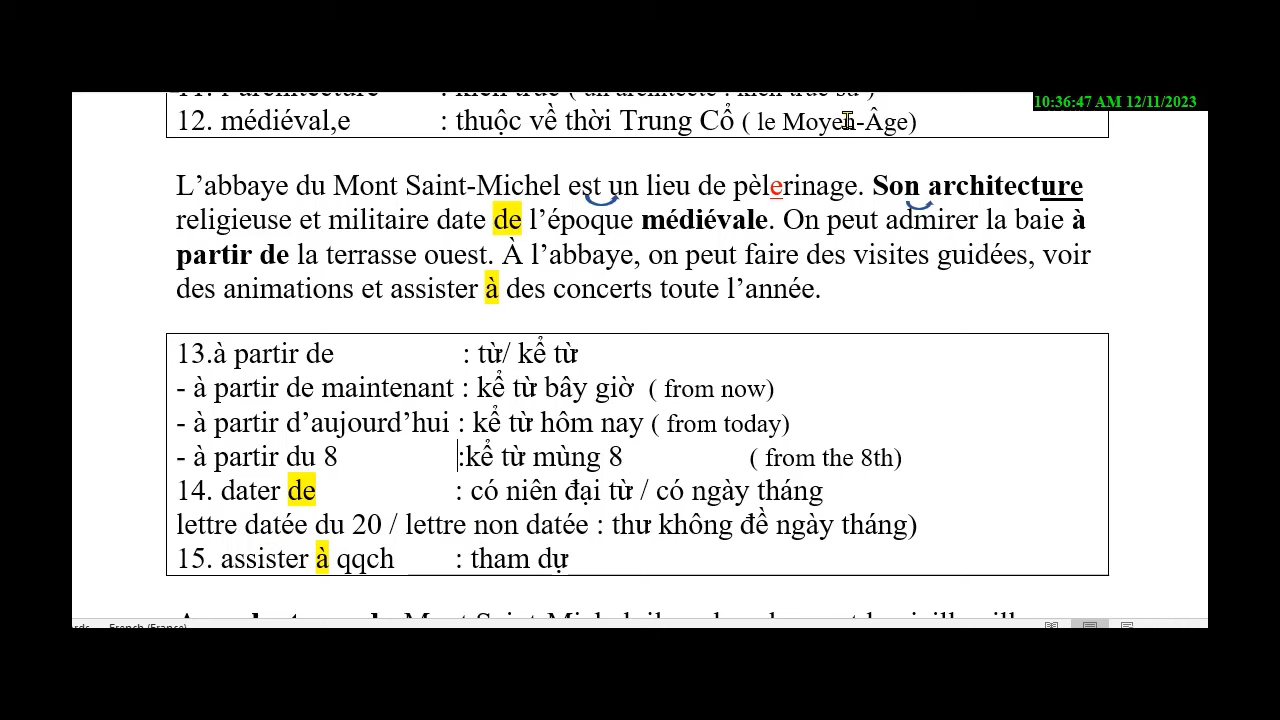 10:36:47 AM 12/11/2023
12. médiéval,e : thuộc về thời Trung Cổ ( le Moyen-Âge)
L’abbaye du Mont Saint-Michel est un lieu de pèlerinage. Son architecture
religieuse et militaire date de l’époque médiévale. On peut admirer la baie à
partir de la terrasse ouest. À l’abbaye, on peut faire des visites guidées, voir
des animations et assister à des concerts toute l’année.
13.à partir de : từ/ kể từ
- à partir de maintenant : kể từ bây giờ ( from now)
- à partir d’aujourd’hui : kể từ hôm nay ( from today)
- à partir du 8 :kể từ mùng 8 ( from the 8th)
14. dater de : có niên đại từ / có ngày tháng
lettre datée du 20 / lettre non datée : thư không đề ngày tháng)
15. assister à qqch : tham dự